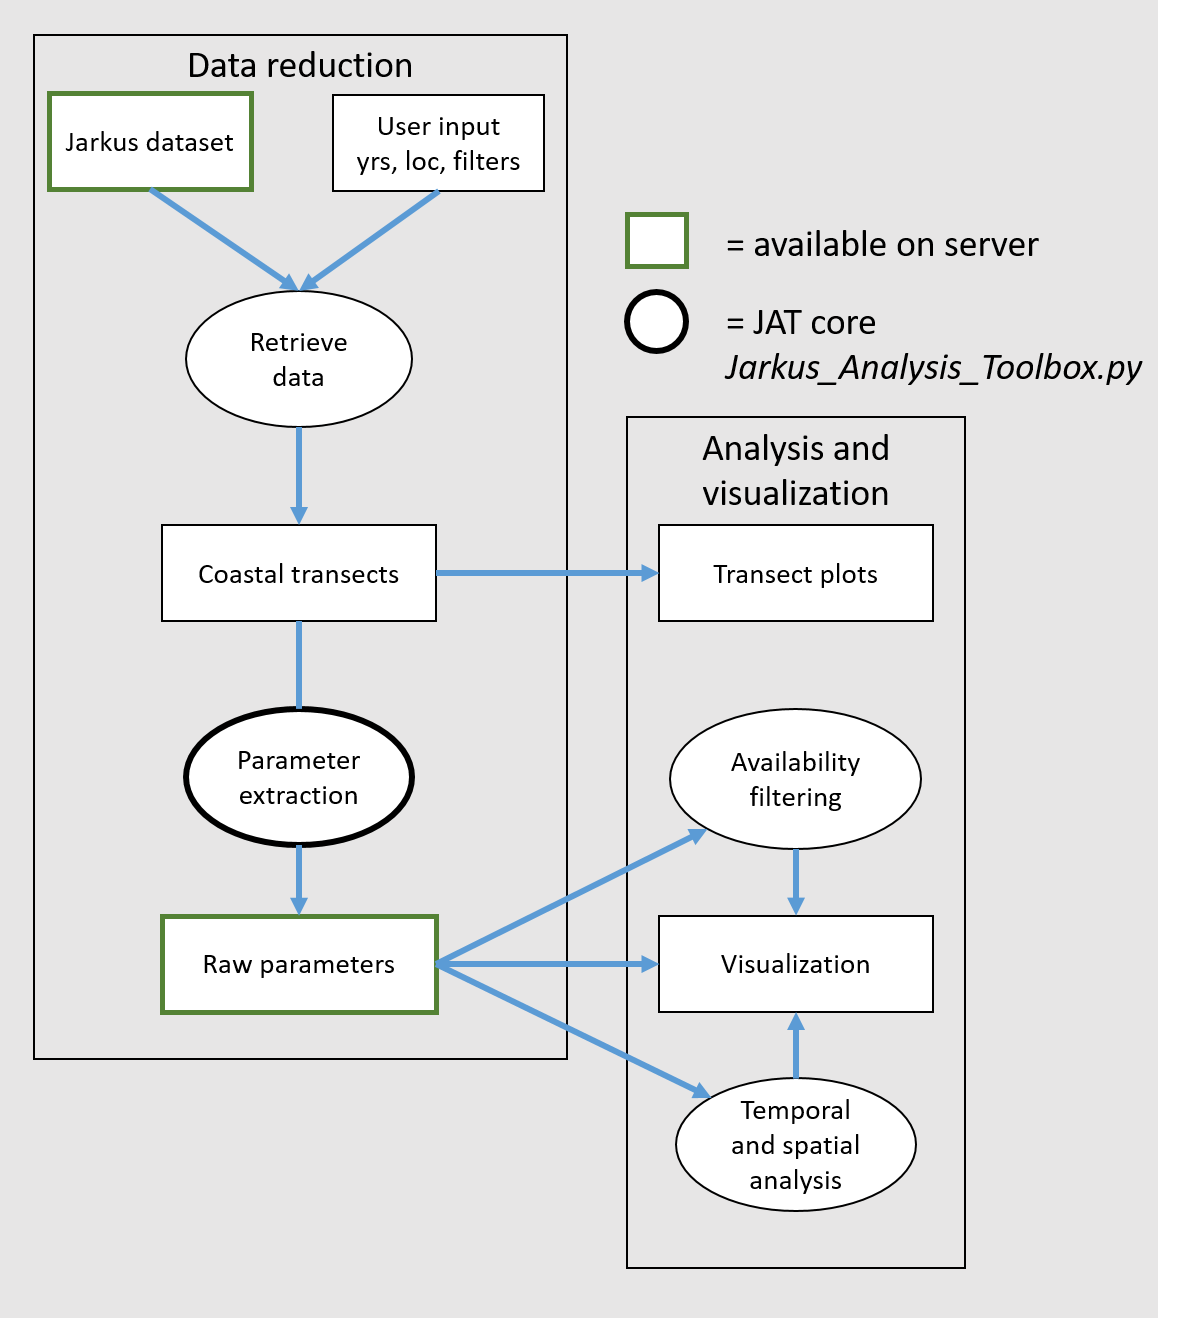 Data reduction
Jarkus dataset
User input
yrs, loc, filters
Retrieve
data
Coastal transects
Parameter
extraction
Raw parameters
= available on server
= JAT core
Jarkus_Analysis_Toolbox.py
Analysis and
visualization
Transect plots
Availability
filtering
Visualization
Temporal
and spatial
analysis